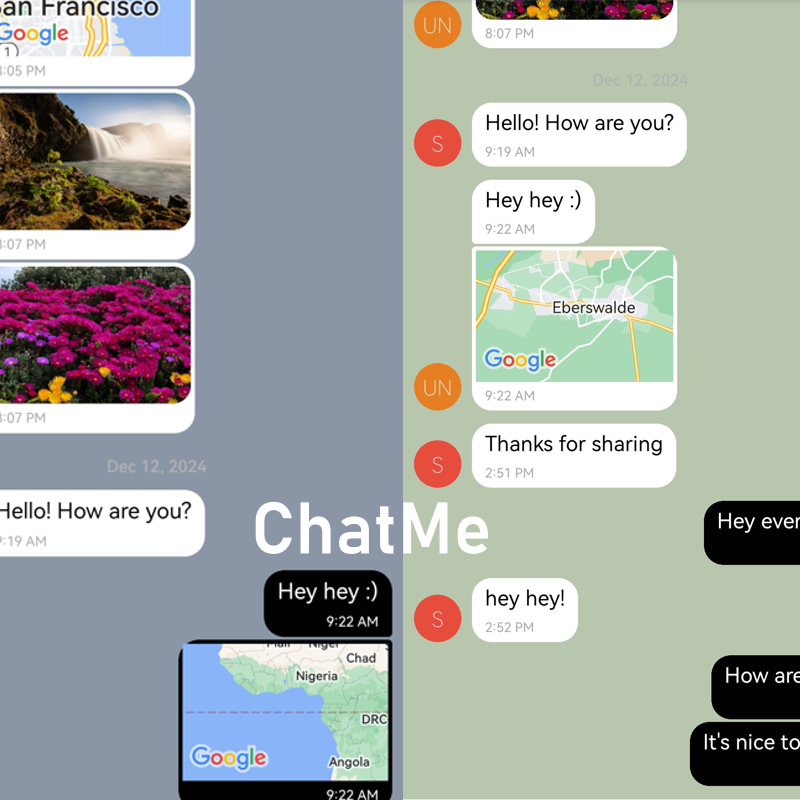 San Francisco
Google
1
8:05 PM
8:07 PM
8:07 PM
Dec 12, 2024
Hello! How are you?
9:19 AM
Hey hey :)
9:22 AM
Mali Niger
Chad
Nigeria
DRC
Google
Angola
9:22 AM
ChatMe
UN
8:07 PM
Dec 12, 2024
S
Hello! How are you?
9:19 AM
Hey hey :)
9:22 AM
Eberswalde
Google
UN
9:22 AM
Thanks for sharing
S
2:51 PM
Hey ever
hey hey!
S
2:52 PM
How are
It's nice to